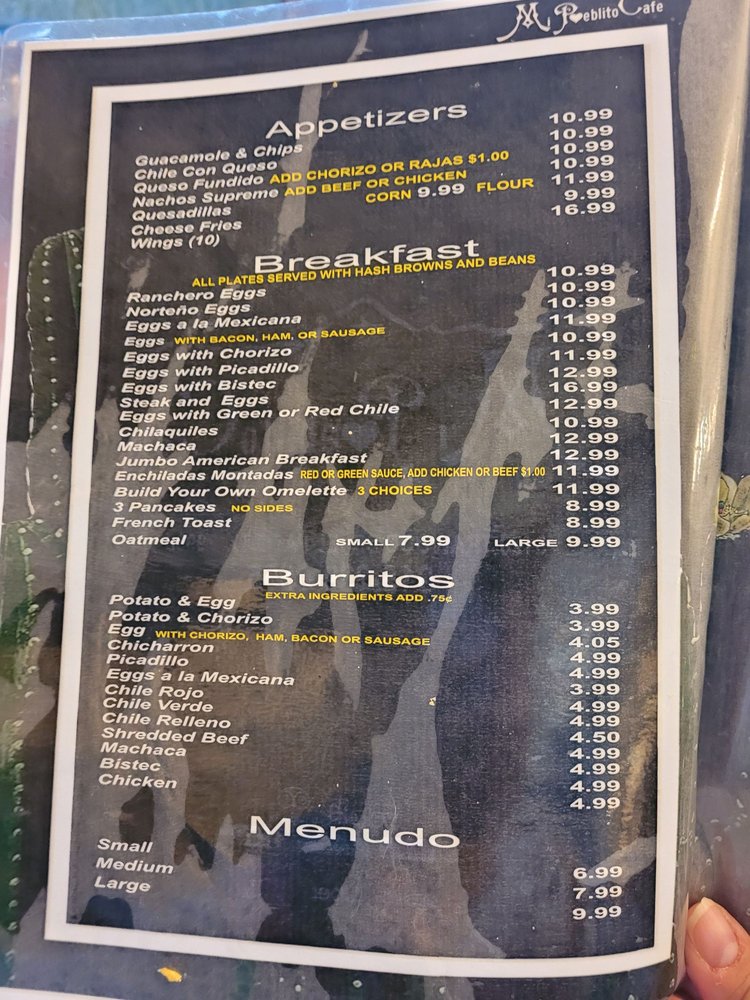 Mi Pueblito Cafe
Appetizers
Guacamole & Chips 10.99
Chile Con Queso 10.99
Queso Fundido ADD CHORIZO OR RAJAS $1.00 10.99
Nachos Supreme ADD BEEF OR CHICKEN 10.99
Quesadillas CORN 9.99 FLOUR 11.99
Cheese Fries 9.99
Wings (10) 16.99
Breakfast
ALL PLATES SERVED WITH HASH BROWNS AND BEANS
Ranchero Eggs 10.99
Norteño Eggs 10.99
Eggs a la Mexicana 10.99
Eggs WITH BACON, HAM, OR SAUSAGE 11.99
Eggs with Chorizo 10.99
Eggs with Picadillo 11.99
Eggs with Bistec 12.99
Steak and Eggs 16.99
Eggs with Green or Red Chile 12.99
Chilaquiles 10.99
Machaca 12.99
Jumbo American Breakfast 12.99
Enchiladas Montadas RED OR GREEN SAUCE, ADD CHICKEN OR BEEF $1.00 11.99
Build Your Own Omelette 3 CHOICES 11.99
3 Pancakes NO SIDES 8.99
French Toast 8.99
Oatmeal SMALL 7.99 LARGE 9.99
Burritos
EXTRA INGREDIENTS ADD .75¢
Potato & Egg 3.99
Potato & Chorizo 3.99
Egg WITH CHORIZO, HAM, BACON OR SAUSAGE 4.05
Chicharron 4.99
Picadillo 4.99
Eggs a la Mexicana 3.99
Chile Rojo 4.99
Chile Verde 4.99
Chile Relleno 4.50
Shredded Beef 4.99
Machaca 4.99
Bistec 4.99
Chicken 4.99
Menudo
Small 6.99
Medium 7.99
Large 9.99